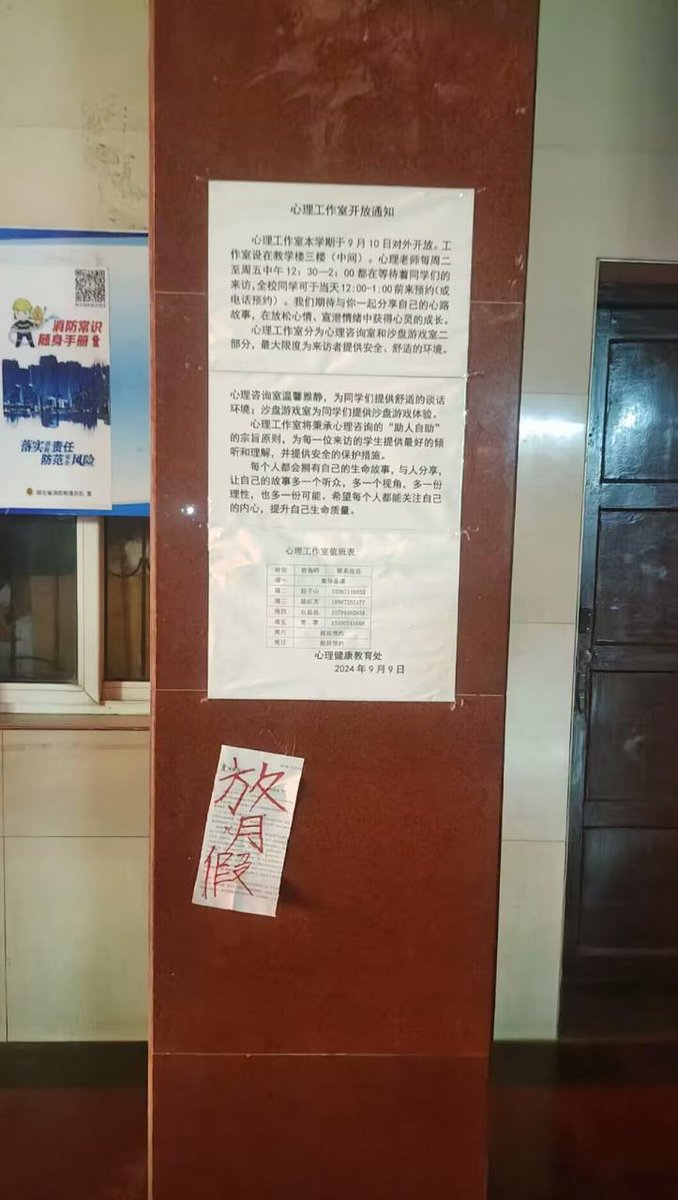 心理工作室开放通知
心理工作室本学期于9月10日对外开放。工
作室设在教学楼三楼（中间）。心理老师每周二
至周五中午12：30—2：00都在等待着同学们的
来访,全校同学可于当天12:00-1:00前来预约(或
电话预约）。我们期待与你一起分享自己的心路
故事，在放松心情、宣泄情绪中获得心灵的成长。
心理工作室分为心理咨询室和沙盘游戏室二
部分，最大限度为来访者提供安全、舒适的环境。
心理咨询室温馨雅静，为同学们提供舒适的谈话
环境；沙盘游戏室为同学们提供沙盘游戏体验。
心理工作室将秉承心理咨询的“助人自助”
的宗旨原则，为每一位来访的学生提供最好的倾
听和理解，并提供安全的保护措施。
每个人都会拥有自己的生命故事，与人分享，
让自己的故事多一个听众，多一个视角，多一份
理性，也多一份可能。希望每个人都能关注自己
的内心，提升自己生命质量。
心理工作室值班表
时间 咨询师 联系电话
周一 集体备课
周二
周三
周四
周五
周六 提前预约
周日 提前预约
心理健康教育处
2024年9月9日
放
月
假
消防常识
随身手册
落实 责任
防范 风险